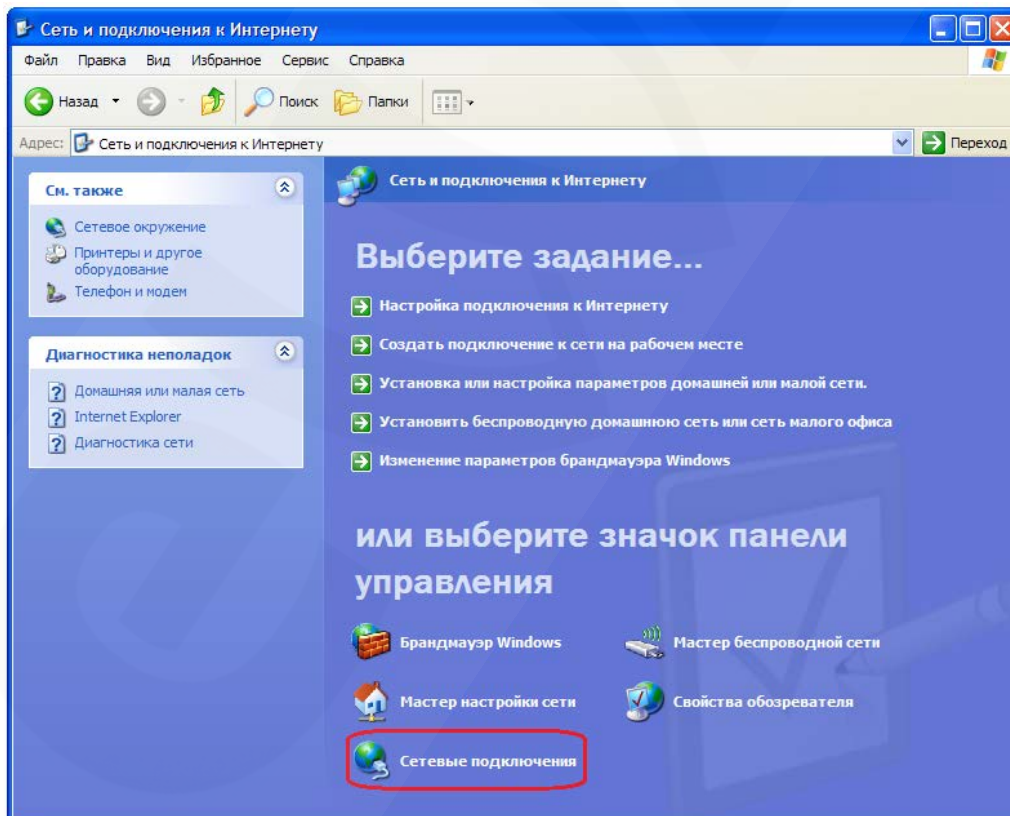 Сеть и подключения к Интернету
Файл Правка Вид Избранное Сервис Справка
Назад Поиск Папки
Адрес: Сеть и подключения к Интернету Переход
См. также
Сетевое окружение
Принтеры и другое
оборудование
Телефон и модем
Диагностика неполадок
Домашняя или малая сеть
Internet Explorer
Диагностика сети
Сеть и подключения к Интернету
Выберите задание...
Настройка подключения к Интернету
Создать подключение к сети на рабочем месте
Установка или настройка параметров домашней или малой сети.
Установить беспроводную домашнюю сеть или сеть малого офиса
Изменение параметров брандмауэра Windows
или выберите значок панели
управления
Брандмауэр Windows Мастер беспроводной сети
Мастер настройки сети Свойства обозревателя
Сетевые подключения